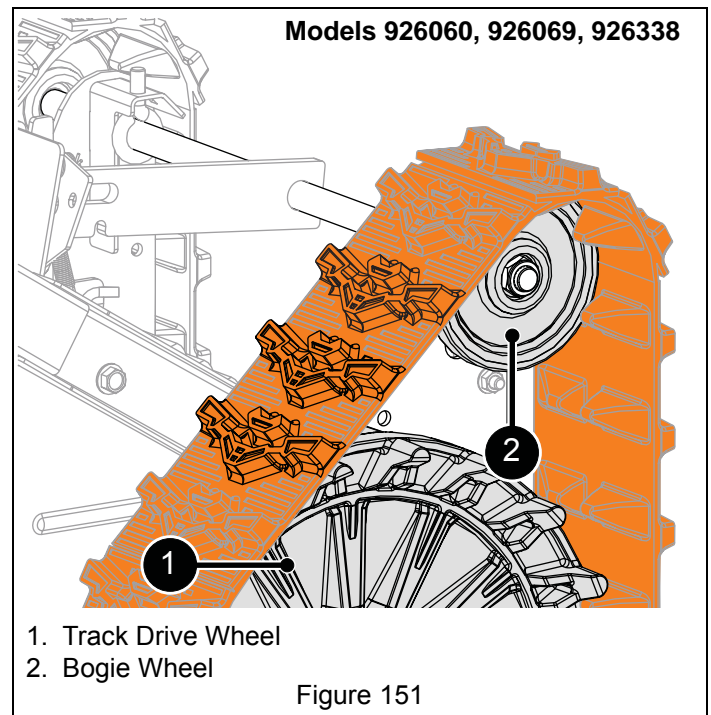 Models 926060, 926069, 926338
2
1
1. Track Drive Wheel
2. Bogie Wheel
Figure 151